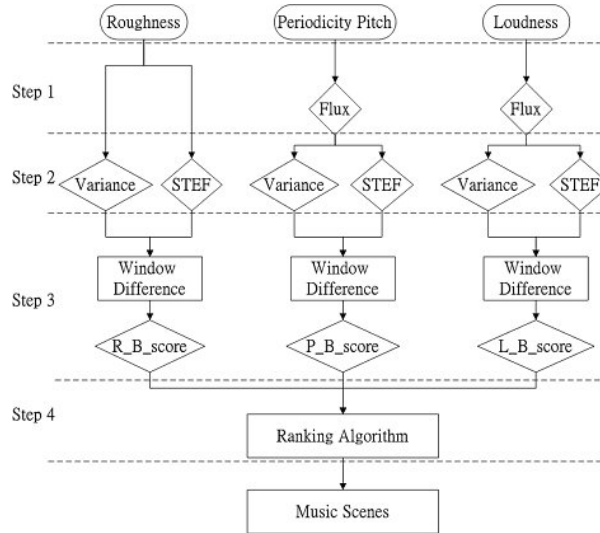 Roughness
Periodicity Pitch
Loudness
Step 1
Flux
Flux
Step 2
Variance
STEF
Variance
STEF
Variance
STEF
Step 3
Window
Difference
Window
Difference
Window
Difference
R_B_score
P_B_score
L_B_score
Step 4
Ranking Algorithm
Music Scenes